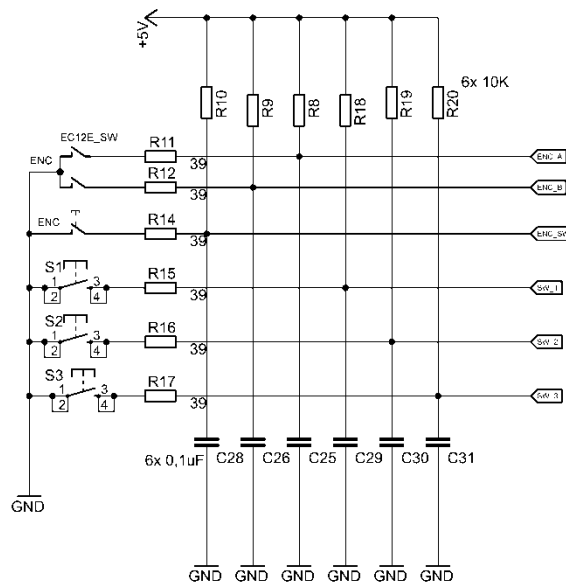 +5V
R10
R9
R8
R18
R19
R20
6x 10K
EC12E_SW
ENC
R11
39
ENC_A
R12
39
ENC_B
ENC
R14
39
ENC_SW
S1
1
2
3
4
R15
39
SW_1
S2
1
2
3
4
R16
39
SW_2
S3
1
2
3
4
R17
39
SW_3
6x 0,1uF
C28
C26
C25
C29
C30
C31
GND
GND
GND
GND
GND
GND
GND